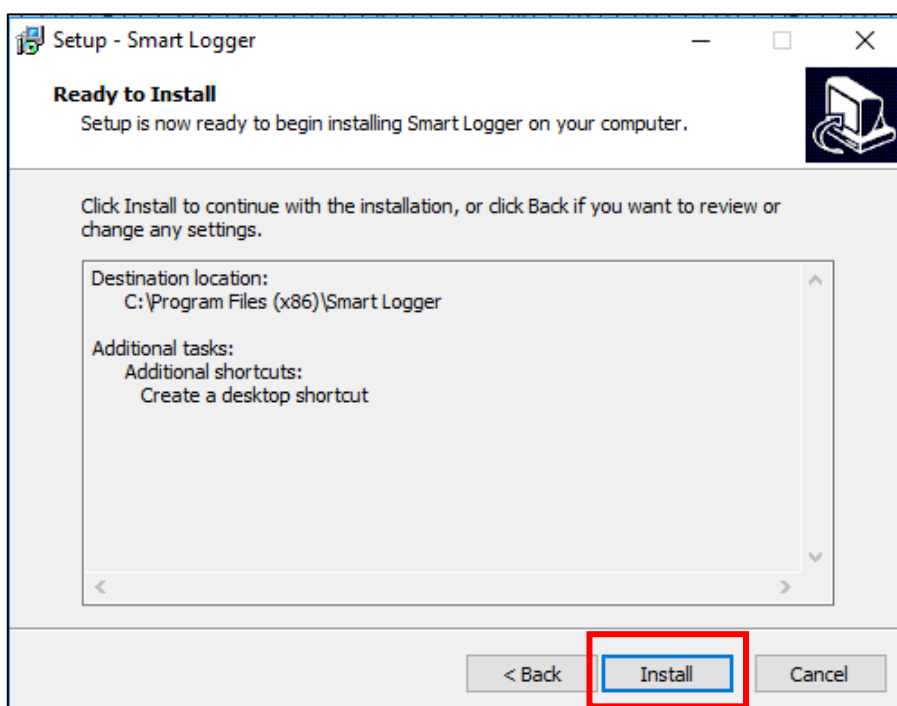 Setup - Smart Logger
Ready to Install
Setup is now ready to begin installing Smart Logger on your computer.
Click Install to continue with the installation, or click Back if you want to review or
change any settings.
Destination location:
C:\Program Files (x86)\Smart Logger
Additional tasks:
Additional shortcuts:
Create a desktop shortcut
< Back Install Cancel